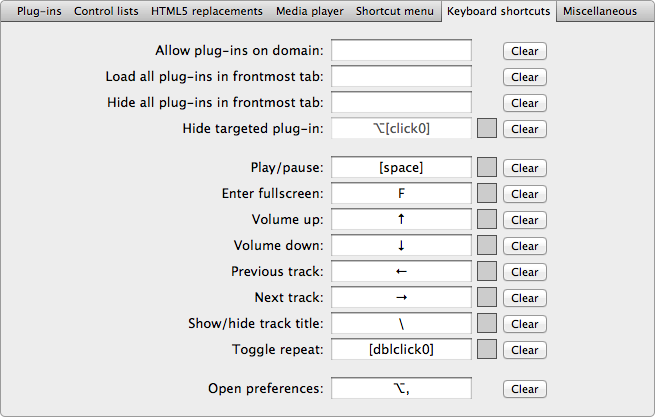 Plug-ins Control lists HTML5 replacements Media player Shortcut menu Keyboard shortcuts Miscellaneous
Allow plug-ins on domain: Clear
Load all plug-ins in frontmost tab: Clear
Hide all plug-ins in frontmost tab: Clear
Hide targeted plug-in: ⌥[click0] Clear
Play/pause: [space] Clear
Enter fullscreen: F Clear
Volume up: ↑ Clear
Volume down: ↓ Clear
Previous track: ← Clear
Next track: → Clear
Show/hide track title: \ Clear
Toggle repeat: [dblclick0] Clear
Open preferences: ⌥, Clear